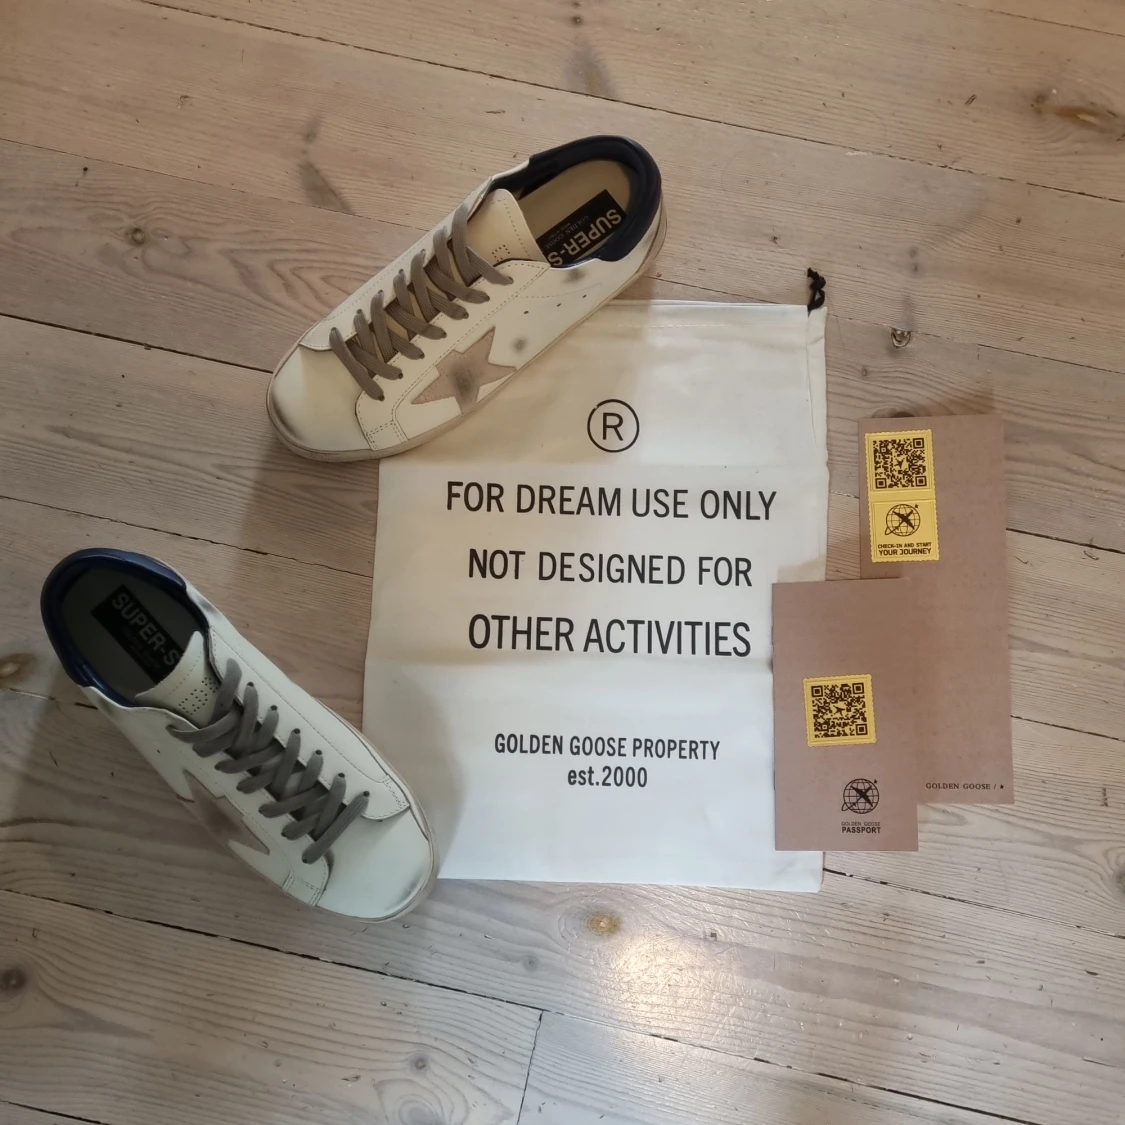 SUPER-S
R
FOR DREAM USE ONLY
NOT DESIGNED FOR
OTHER ACTIVITIES
GOLDEN GOOSE PROPERTY
est.2000
CHECK-IN AND START
YOUR JOURNEY
GOLDEN GOOSE /
GOLDEN GOOSE
PASSPORT
SUPER-S